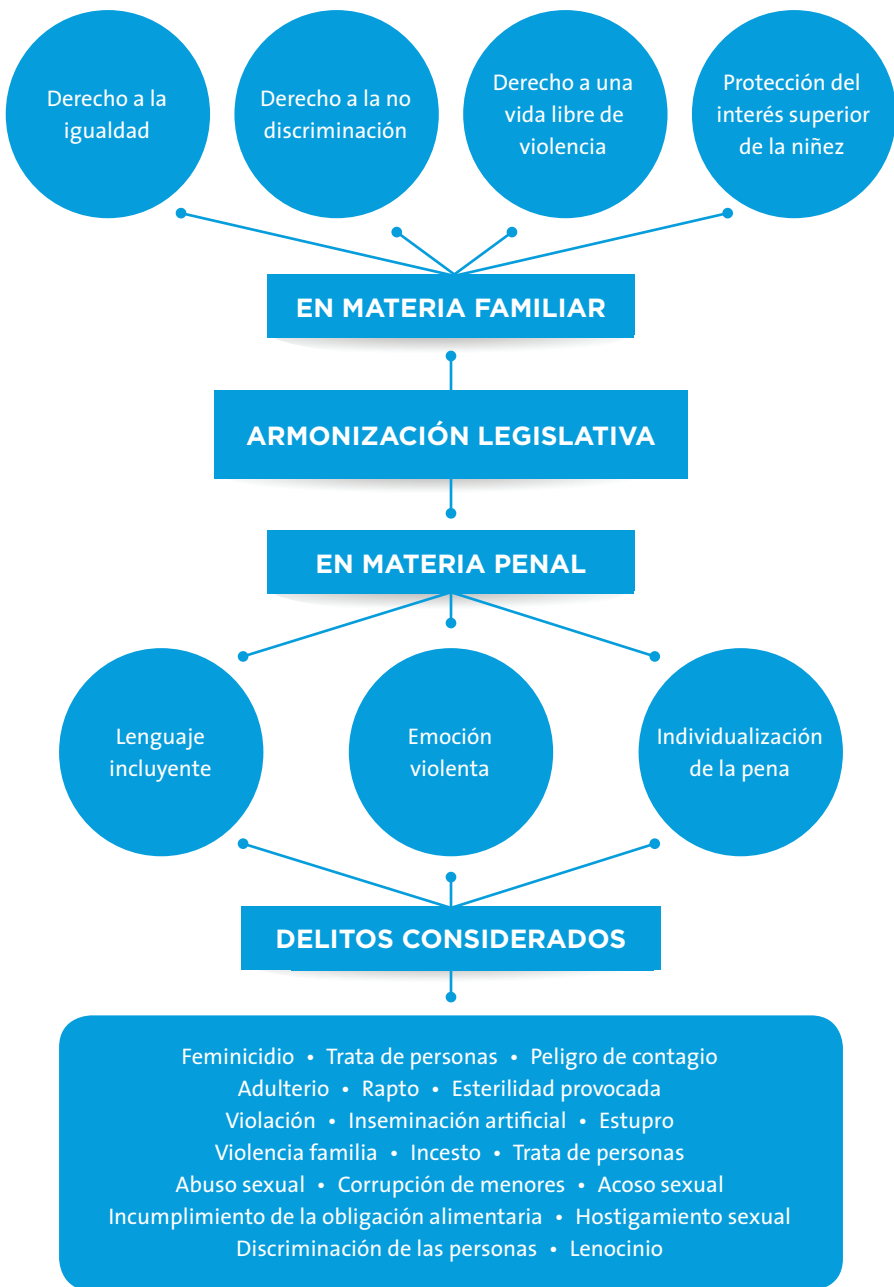 Derecho a la
igualdad
Derecho a la no
discriminación
Derecho a una
vida libre de
violencia
Protección del
interés superior
de la niñez
EN MATERIA FAMILIAR
ARMONIZACIÓN LEGISLATIVA
EN MATERIA PENAL
Lenguaje
incluyente
Emoción
violenta
Individualización
de la pena
DELITOS CONSIDERADOS
Feminicidio • Trata de personas • Peligro de contagio
Adulterio • Rapto • Esterilidad provocada
Violación • Inseminación artificial • Estupro
Violencia familia • Incesto • Trata de personas
Abuso sexual • Corrupción de menores • Acoso sexual
Incumplimiento de la obligación alimentaria • Hostigamiento sexual
Discriminación de las personas • Lenocinio